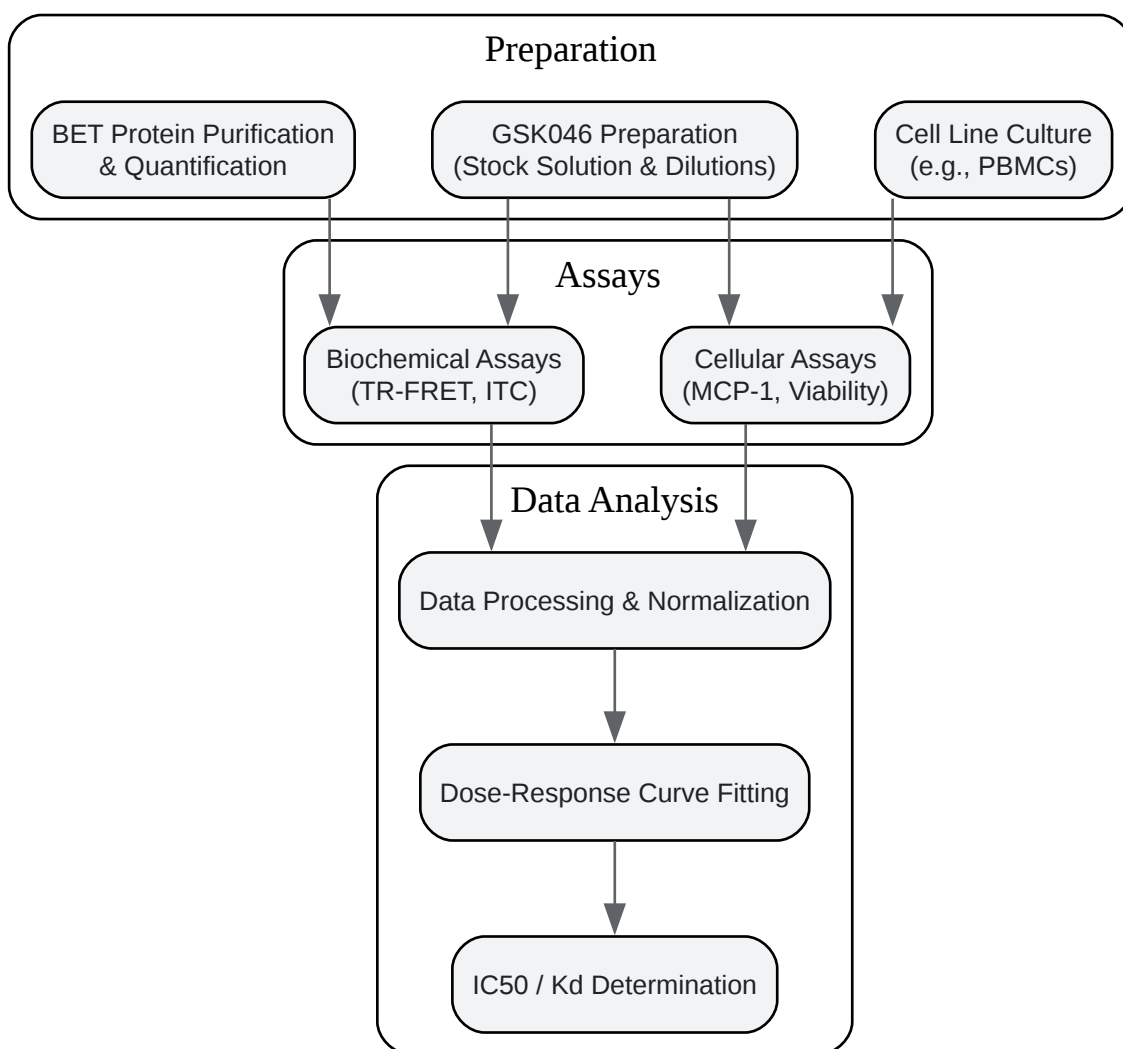 Preparation
BET Protein Purification
& Quantification
GSK046 Preparation
(Stock Solution & Dilutions)
Cell Line Culture
(e.g., PBMCs)
Assays
Biochemical Assays
(TR-FRET, ITC)
Cellular Assays
(MCP-1, Viability)
Data Analysis
Data Processing & Normalization
Dose-Response Curve Fitting
IC50 / Kd Determination